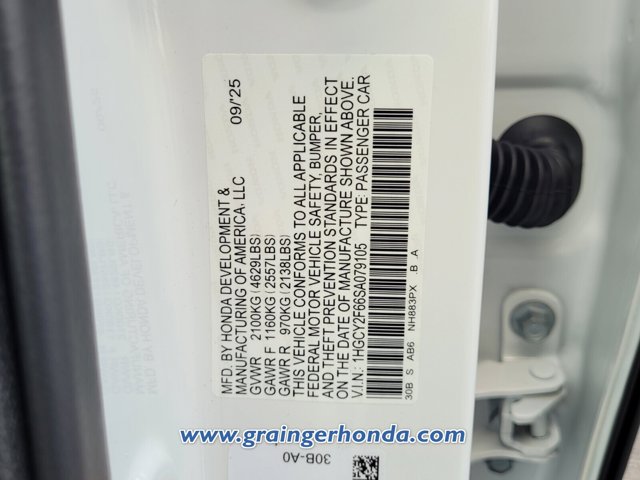 MFD. BY HONDA DEVELOPMENT & 09/'25
MANUFACTURING OF AMERICA, LLC
GVWR 2100KG (4629LBS)
GAWR F 1160KG (2557LBS)
GAWR R 970KG (2138LBS)
THIS VEHICLE CONFORMS TO ALL APPLICABLE
FEDERAL MOTOR VEHICLE SAFETY, BUMPER,
AND THEFT PREVENTION STANDARDS IN EFFECT
ON THE DATE OF MANUFACTURE SHOWN ABOVE.
V.I.N.: 1HGCY2F66SA079105 TYPE: PASSENGER CAR
30B S AB6 NH883PX .B .A
30B-A0
www.graingerhonda.com